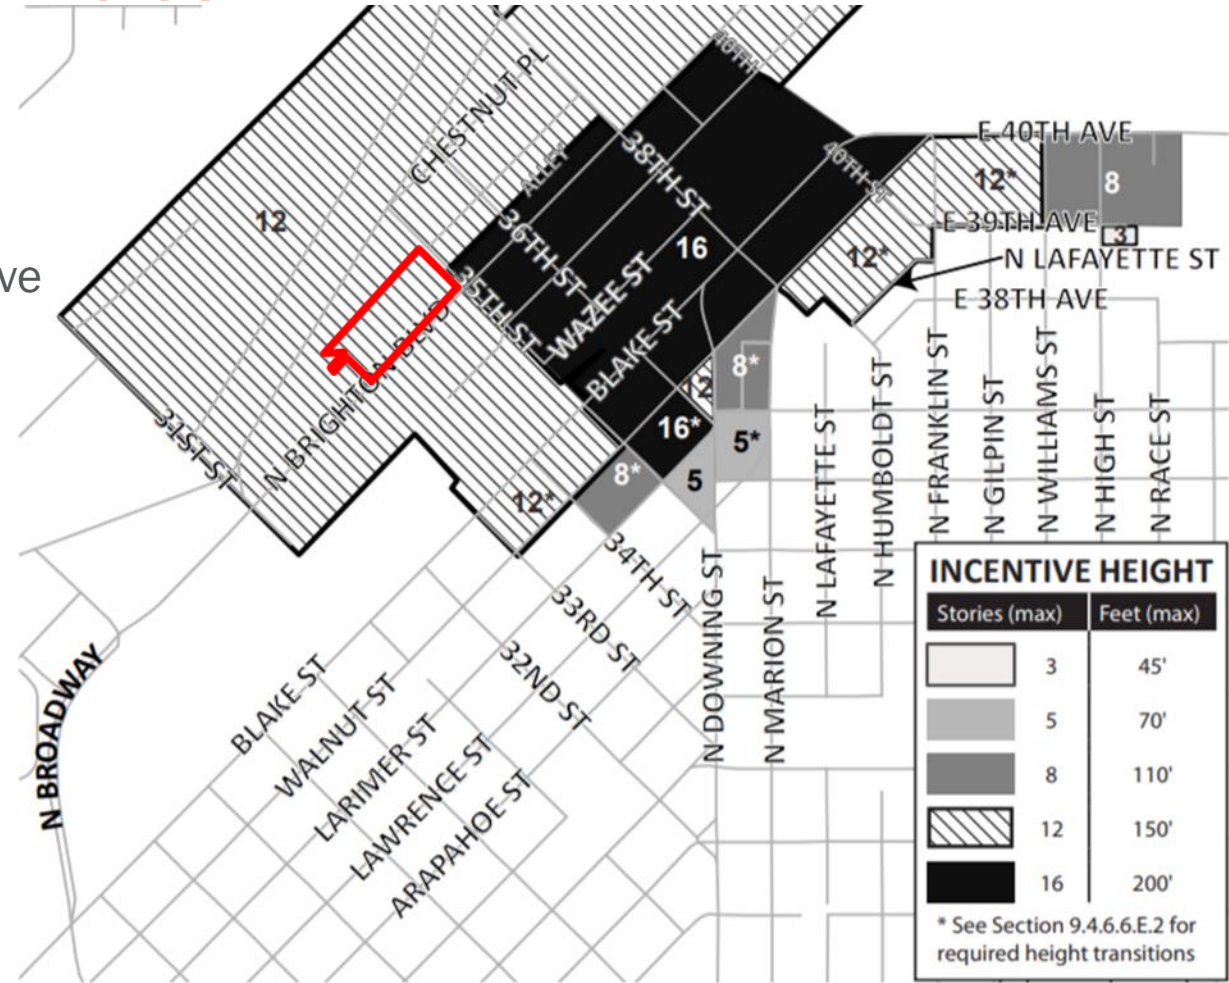 ve
CHESTNUT PL
ALLEY
40TH
38TH ST
40TH ST
E 40TH AVE
12*
8
12
36TH ST
16
E 39TH AVE
3
12*
N LAFAYETTE ST
35TH ST
WAZEE ST
E 38TH AVE
BLAKE ST
N BRIGHTON BLVD
31ST ST
8*
12
16*
5*
8*
5
12*
34TH ST
33RD ST
32ND ST
N DOWNING ST
N MARION ST
N LAFAYETTE ST
N HUMBOLDT ST
N FRANKLIN ST
N GILPIN ST
N WILLIAMS ST
N HIGH ST
N RACE ST
N BROADWAY
BLAKE ST
WALNUT ST
LARIMER ST
LAWRENCE ST
ARAPAHOE ST
INCENTIVE HEIGHT
Stories (max) Feet (max)
3 45'
5 70'
8 110'
12 150'
16 200'
* See Section 9.4.6.6.E.2 for
required height transitions